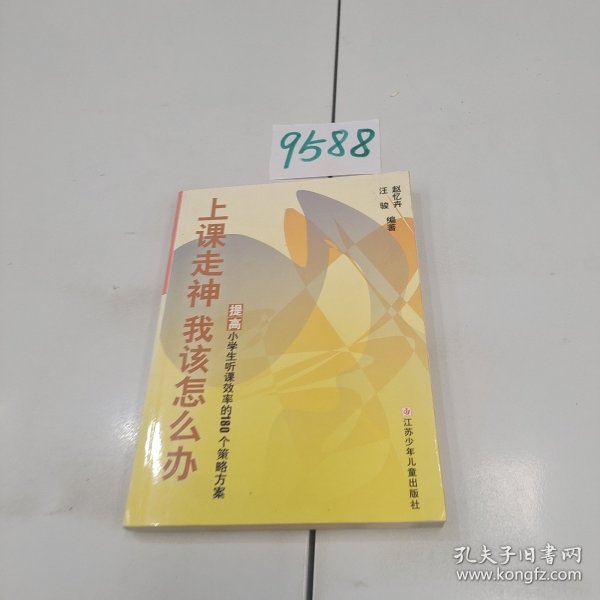 9588
赵忆卉
汪骏 编著
上课走神 我该怎么办
提高小学生听课效率的180个策略方案
江苏少年儿童出版社
孔夫子旧书网
www.kongfz.com